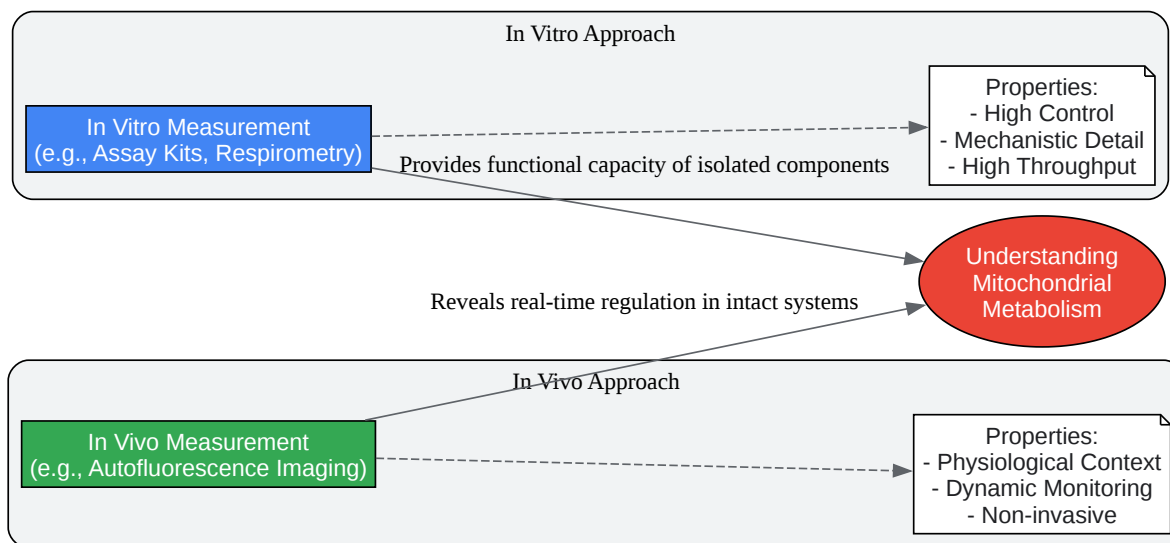 In Vitro Approach
In Vitro Measurement
(e.g., Assay Kits, Respirometry)
Properties:
- High Control
- Mechanistic Detail
- High Throughput
Provides functional capacity of isolated components
Understanding
Mitochondrial
Metabolism
Reveals real-time regulation in intact systems
In Vivo Approach
In Vivo Measurement
(e.g., Autofluorescence Imaging)
Properties:
- Physiological Context
- Dynamic Monitoring
- Non-invasive